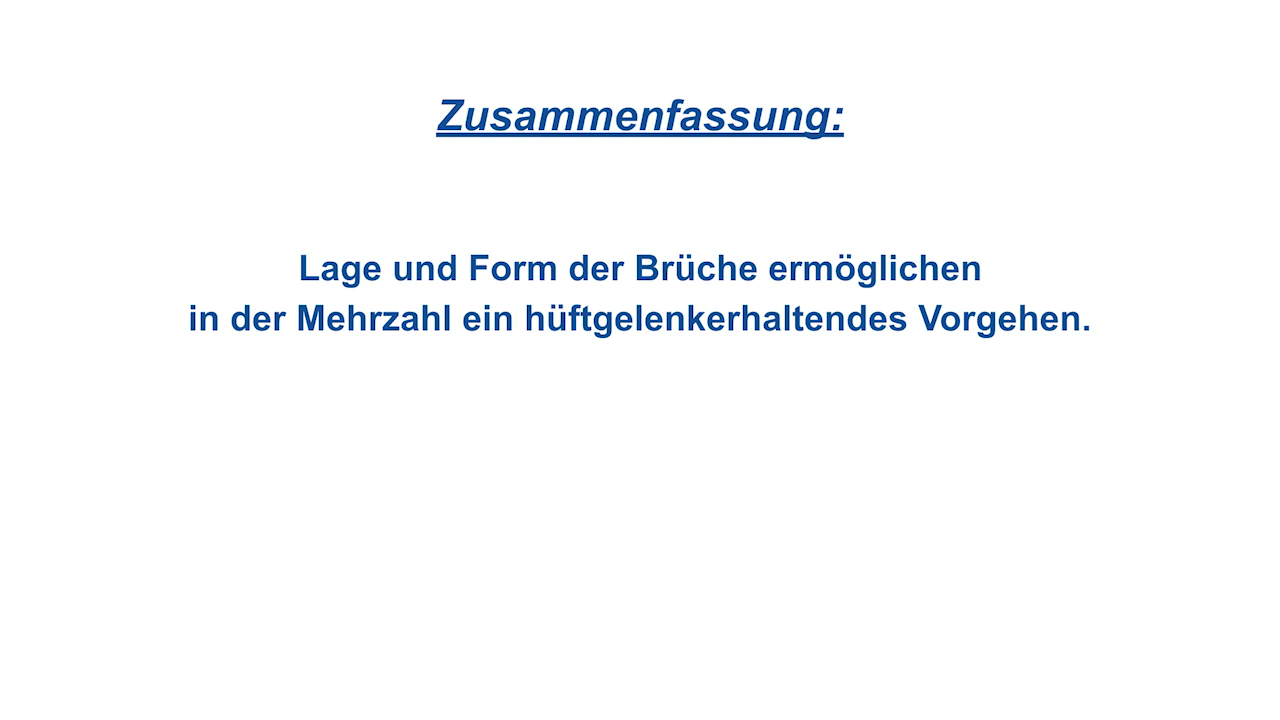 Zusammenfassung:
Lage und Form der Brüche ermöglichen
in der Mehrzahl ein hüftgelenkerhaltendes Vorgehen.